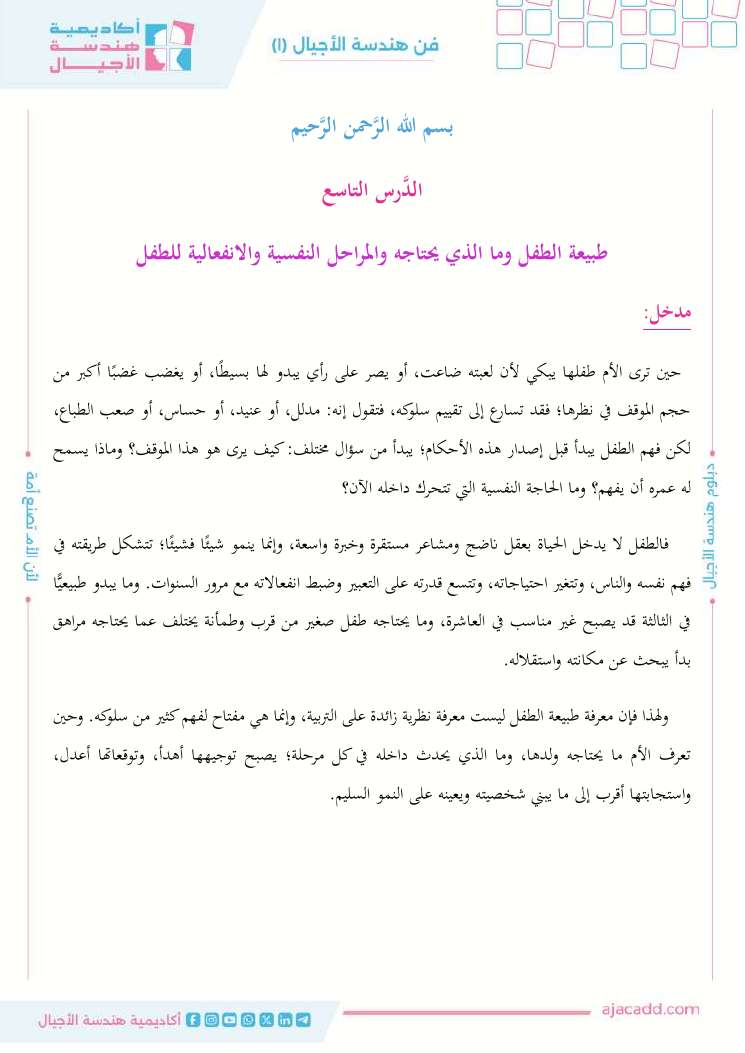 فن هندسة الأجيال (١)
أكاديمية
هندسة
الأجيال
بسم الله الرَّحمن الرَّحيم
الدَّرس التاسع
طبيعة الطفل وما الذي يحتاجه والمراحل النفسية والانفعالية للطفل
مدخل:
حين ترى الأم طفلها يبكي لأن لعبته ضاعت، أو يصر على رأي يبدو لها بسيطًا، أو يغضب غضبًا أكبر من
حجم الموقف في نظرها؛ فقد تسارع إلى تقييم سلوكه، فتقول إنه: مدلل، أو عنيد، أو حساس، أو صعب الطباع،
لكن فهم الطفل يبدأ قبل إصدار هذه الأحكام؛ يبدأ من سؤال مختلف: كيف يرى هو هذا الموقف؟ وماذا يسمح
له عمره أن يفهم؟ وما الحاجة النفسية التي تتحرك داخله الآن؟
فالطفل لا يدخل الحياة بعقل ناضج ومشاعر مستقرة وخبرة واسعة، وإنما ينمو شيئًا فشيئًا؛ تتشكل طريقته في
فهم نفسه والناس، وتتغير احتياجاته، وتتسع قدرته على التعبير وضبط انفعالاته مع مرور السنوات. وما يبدو طبيعيًّا
في الثالثة قد يصبح غير مناسب في العاشرة، وما يحتاجه طفل صغير من قرب وطمأنة يختلف عما يحتاجه مراهق
بدأ يبحث عن مكانته واستقلاله.
ولهذا فإن معرفة طبيعة الطفل ليست معرفة نظرية زائدة على التربية، وإنما هي مفتاح لفهم كثير من سلوكه. وحين
تعرف الأم ما يحتاجه ولدها، وما الذي يحدث داخله في كل مرحلة؛ يصبح توجيهها أهدأ، وتوقعاتها أعدل،
واستجابتها أقرب إلى ما يبني شخصيته ويعينه على النمو السليم.
دبلوم هندسة الأجيال
لأن الأمـ تصنع أمة
ajacadd.com
أكاديمية هندسة الأجيال